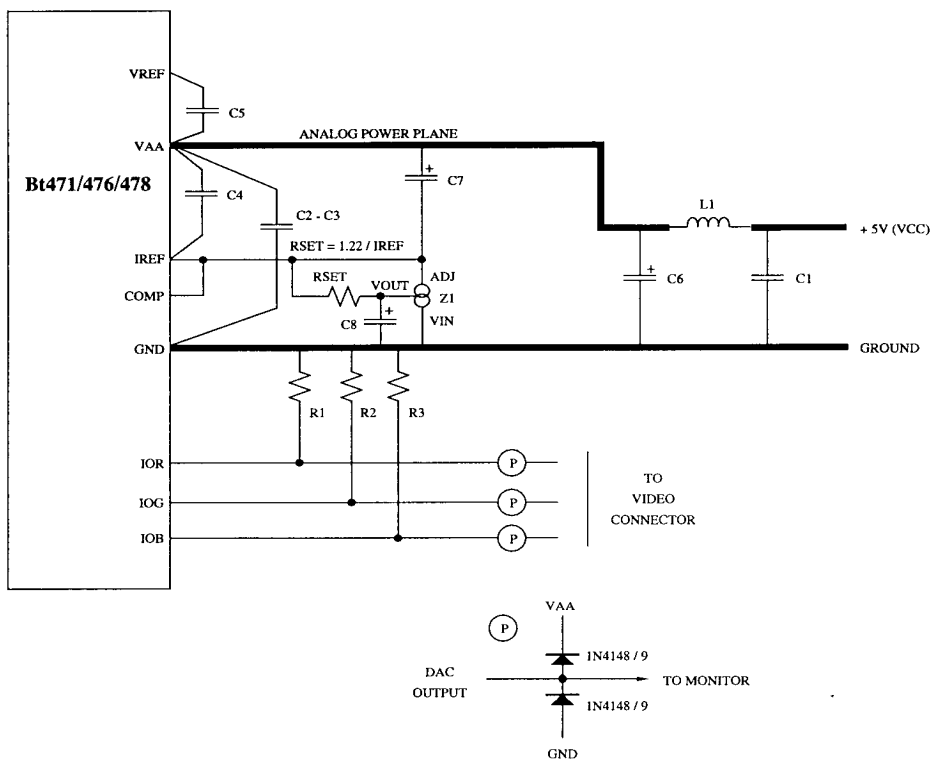 VREF
C5
ANALOG POWER PLANE
VAA
Bt471/476/478
C4
+
C7
C2 - C3
L1
+ 5V (VCC)
RSET = 1.22 / IREF
IREF
RSET
VOUT
ADJ
+
C6
C1
COMP
Z1
+
C8
VIN
GND
GROUND
R1
R2
R3
IOR
P
IOG
P
IOB
P
TO
VIDEO
CONNECTOR
VAA
P
1N4148 / 9
DAC
OUTPUT
TO MONITOR
1N4148 / 9
GND